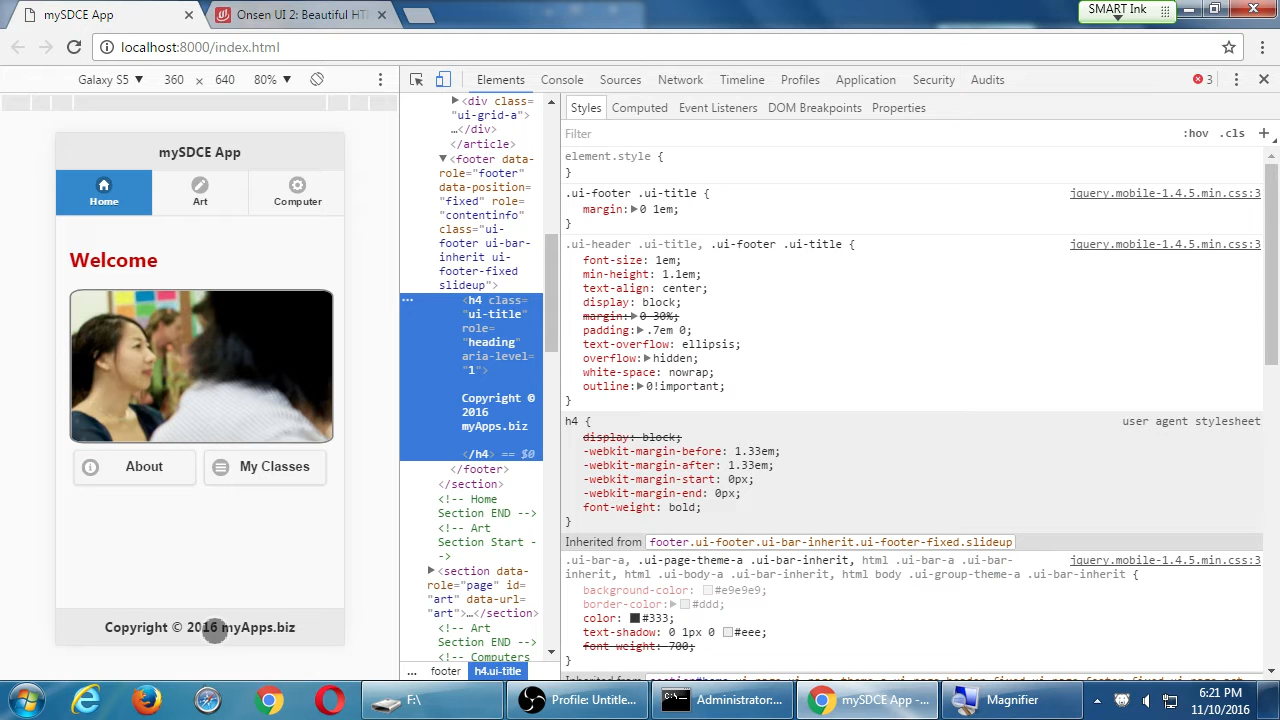 mySDCE App
Onsen UI 2: Beautiful HT
SMART Ink
localhost:8000/index.html
Galaxy S5 ▼ 360 × 640 80% ▼
Elements Console Sources Network Timeline Profiles Application Security Audits 3
mySDCE App
Home
Art
Computer
Welcome
About
My Classes
Copyright © 2016 myApps.biz
<div class=
"ui-grid-a">
…</div>
</article>
<footer data-
role="footer"
data-position=
"fixed" role=
"contentinfo"
class="ui-
footer ui-bar-
inherit ui-
footer-fixed
slideup">
<h4 class=
"ui-title"
role=
"heading"
aria-level=
"1">
Copyright ©
2016
myApps.biz
</h4> == $0
</footer>
</section>
<!-- Home
Section END -->
<!-- Art
Section Start -
->
<section data-
role="page" id=
"art" data-url=
"art">…</section>
<!-- Art
Section END -->
<!-- Computers
... footer h4.ui-title
Styles Computed Event Listeners DOM Breakpoints Properties
Filter :hov .cls +
element.style {
}
.ui-footer .ui-title { jquery.mobile-1.4.5.min.css:3
margin: 0 1em;
}
.ui-header .ui-title, .ui-footer .ui-title { jquery.mobile-1.4.5.min.css:3
font-size: 1em;
min-height: 1.1em;
text-align: center;
display: block;
margin: 0 30%;
padding: .7em 0;
text-overflow: ellipsis;
overflow: hidden;
white-space: nowrap;
outline: 0!important;
}
h4 { user agent stylesheet
display: block;
-webkit-margin-before: 1.33em;
-webkit-margin-after: 1.33em;
-webkit-margin-start: 0px;
-webkit-margin-end: 0px;
font-weight: bold;
}
Inherited from footer.ui-footer.ui-bar-inherit.ui-footer-fixed.slideup
.ui-bar-a, .ui-page-theme-a .ui-bar-inherit, html .ui-bar-a .ui-bar- jquery.mobile-1.4.5.min.css:3
inherit, html .ui-body-a .ui-bar-inherit, html body .ui-group-theme-a .ui-bar-inherit {
background-color: #e9e9e9;
border-color: #ddd;
color: #333;
text-shadow: 0 1px 0 #eee;
font-weight: 700;
}
F:\
Profile: Untitle...
Administrator:...
mySDCE App -...
Magnifier
6:21 PM
11/10/2016